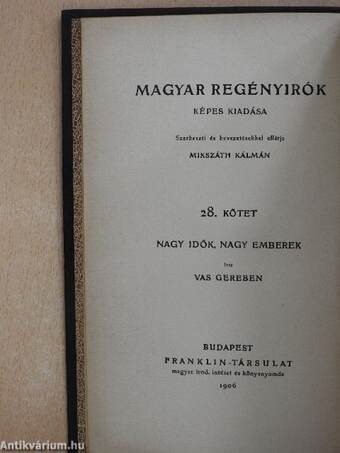 MAGYAR REGÉNYIRÓK
KÉPES KIADÁSA
Szerkeszti és bevezetésekkel ellátja
MIKSZÁTH KÁLMÁN
28. KÖTET
NAGY IDŐK, NAGY EMBEREK
irta
VAS GEREBEN
BUDAPEST
FRANKLIN-TÁRSULAT
magyar irod. intézet és könyvnyomda
1906
Antikvárium.hu